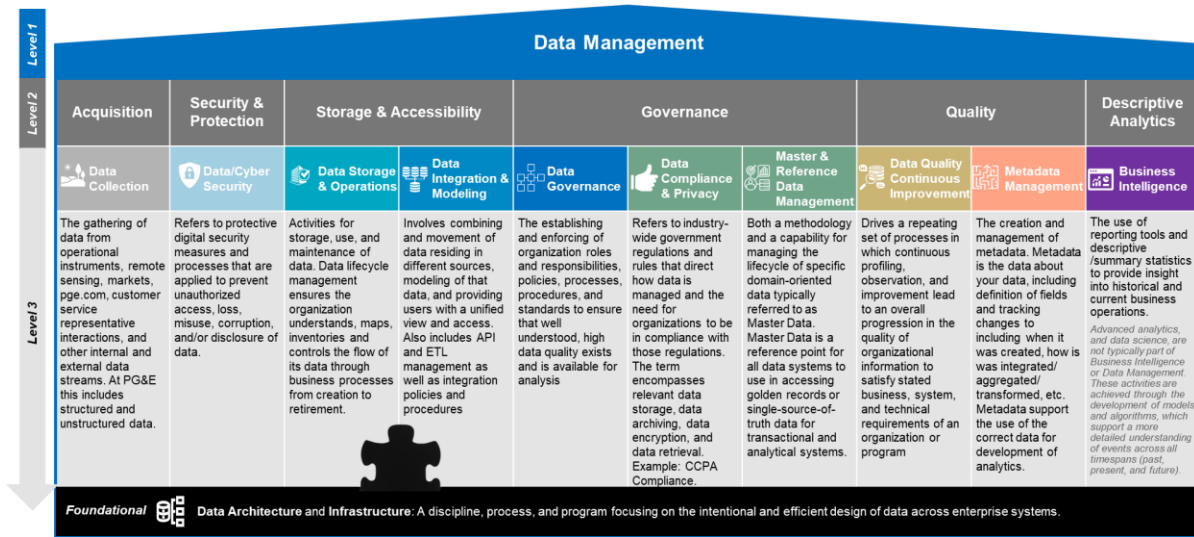 Level 1
Data Management
Level 2
Acquisition
Security &
Protection
Storage & Accessibility
Governance
Quality
Descriptive
Analytics
Level 3
Data
Collection
Data/Cyber
Security
Data Storage
& Operations
Data
Integration &
Modeling
Data
Governance
Data
Compliance
& Privacy
Master &
Reference
Data
Management
Data Quality
Continuous
Improvement
Metadata
Management
Business
Intelligence
The gathering of
data from
operational
instruments, remote
sensing, markets,
pge.com, customer
service
representative
interactions, and
other internal and
external data
streams. At PG&E
this includes
structured and
unstructured data.
Refers to protective
digital security
measures and
processes that are
applied to prevent
unauthorized
access, loss,
misuse, corruption,
and/or disclosure of
data.
Activities for
storage, use, and
maintenance of
data. Data lifecycle
management
ensures the
organization
understands, maps,
inventories and
controls the flow of
its data through
business processes
from creation to
retirement.
Involves combining
and movement of
data residing in
different sources,
modeling of that
data, and providing
users with a unified
view and access.
Also includes API
and ETL
management as
well as integration
policies and
procedures
The establishing
and enforcing of
organization roles
and responsibilities,
policies, processes,
procedures, and
standards to ensure
that well
understood, high
data quality exists
and is available for
analysis
Refers to industry-
wide government
regulations and
rules that direct
how data is
managed and the
need for
organizations to be
in compliance with
those regulations.
The term
encompasses
relevant data
storage, data
archiving, data
encryption, and
data retrieval.
Example: CCPA
Compliance.
Both a methodology
and a capability for
managing the
lifecycle of specific
domain-oriented
data typically
referred to as
Master Data.
Master Data is a
reference point for
all data systems to
use in accessing
golden records or
single-source-of-
truth data for
transactional and
analytical systems.
Drives a repeating
set of processes in
which continuous
profiling,
observation, and
improvement lead
to an overall
progression in the
quality of
organizational
information to
satisfy stated
business, system,
and technical
requirements of an
organization or
program
The creation and
management of
metadata. Metadata
is the data about
your data, including
definition of fields
and tracking
changes to
including when it
was created, how is
was integrated/
aggregated/
transformed, etc.
Metadata support
the use of the
correct data for
development of
analytics.
The use of
reporting tools and
descriptive
/summary statistics
to provide insight
into historical and
current business
operations.
Advanced analytics,
and data science, are
not typically part of
Business Intelligence
or Data Management.
These activities are
achieved through the
development of models
and algorithms, which
support a more
detailed understanding
of events across all
timespans (past,
present, and future).
Foundational
Data Architecture and Infrastructure: A discipline, process, and program focusing on the intentional and efficient design of data across enterprise systems.